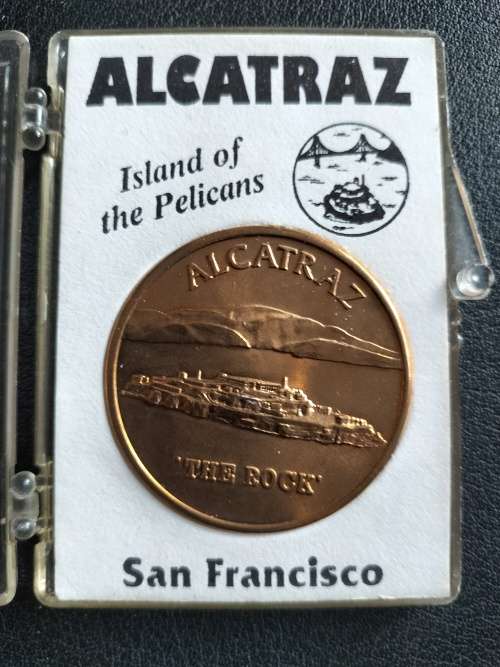 ALCATRAZ
Island of
the Pelicans
ALCATRAZ
'THE ROCK'
San Francisco